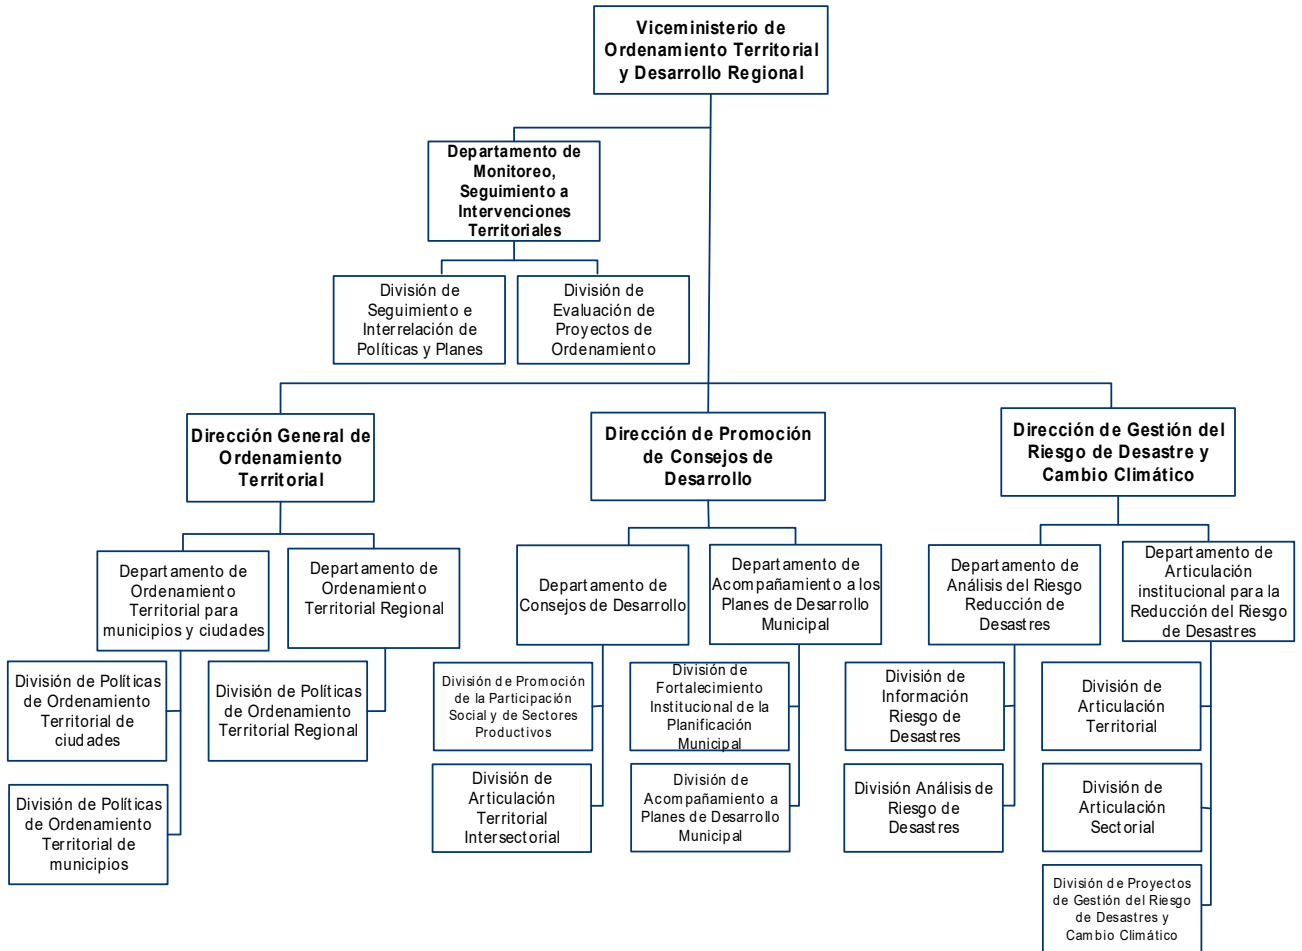 Viceministerio de
Ordenamiento Territorial
y Desarrollo Regional
Departamento de
Monitoreo,
Seguimiento a
Intervenciones
Territoriales
División de
Seguimiento e
Interrelación de
Políticas y Planes
División de
Evaluación de
Proyectos de
Ordenamiento
Dirección General de
Ordenamiento
Territorial
Dirección de Promoción
de Consejos de
Desarrollo
Dirección de Gestión del
Riesgo de Desastre y
Cambio Climático
Departamento de
Ordenamiento
Territorial para
municipios y ciudades
Departamento de
Ordenamiento
Territorial Regional
Departamento de
Consejos de Desarrollo
Departamento de
Acompañamiento a los
Planes de Desarrollo
Municipal
Departamento de
Análisis del Riesgo
Reducción de
Desastres
Departamento de
Articulación
institucional para la
Reducción del Riesgo
de Desastres
División de Políticas
de Ordenamiento
Territorial de
ciudades
División de Políticas
de Ordenamiento
Territorial Regional
División de Promoción
de la Participación
Social y de Sectores
Productivos
División de
Fortalecimiento
Institucional de la
Planificación
Municipal
División de
Información
Riesgo de
Desastres
División de
Articulación
Territorial
División de Políticas
de Ordenamiento
Territorial de
municipios
División de
Articulación
Territorial
Intersectorial
División de
Acompañamiento a
Planes de Desarrollo
Municipal
División Análisis de
Riesgo de
Desastres
División de
Articulación
Sectorial
División de Proyectos
de Gestión del Riesgo
de Desastres y
Cambio Climático